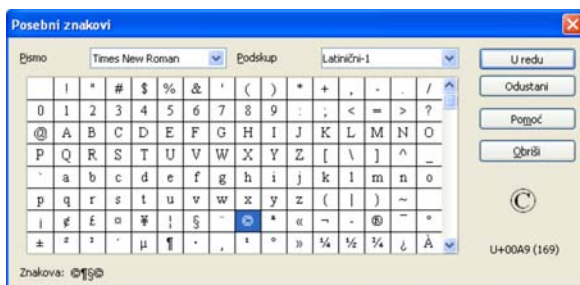 Posebni znakovi
Pismo Times New Roman Podskup Latinični-1 U redu
Odustani
Pomoć
Obriši
! " # $ % & ' ( ) * + , - . /
0 1 2 3 4 5 6 7 8 9 : ; < = > ?
@ A B C D E F G H I J K L M N O
P Q R S T U V W X Y Z [ \ ] ^ _
` a b c d e f g h i j k l m n o
p q r s t u v w x y z { | } ~
¡ ¢ £ ¤ ¥ ¦ § ¨ © ª « ¬ - ® ¯ °
± ² ³ ´ µ ¶ · ¸ ¹ º » ¼ ½ ¾ ¿ À
©
U+00A9 (169)
Znakova: ©¶§©